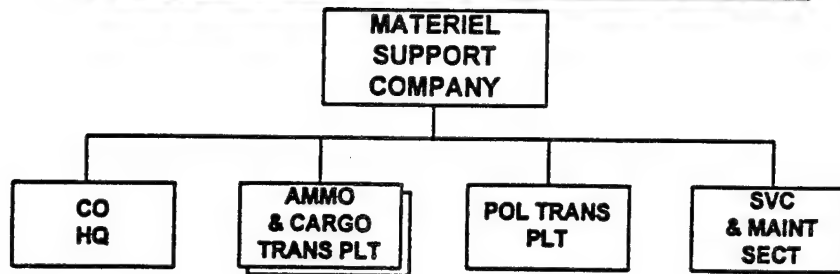 MATERIEL
SUPPORT
COMPANY
CO
HQ
AMMO
& CARGO
TRANS PLT
POL TRANS
PLT
SVC
& MAINT
SECT